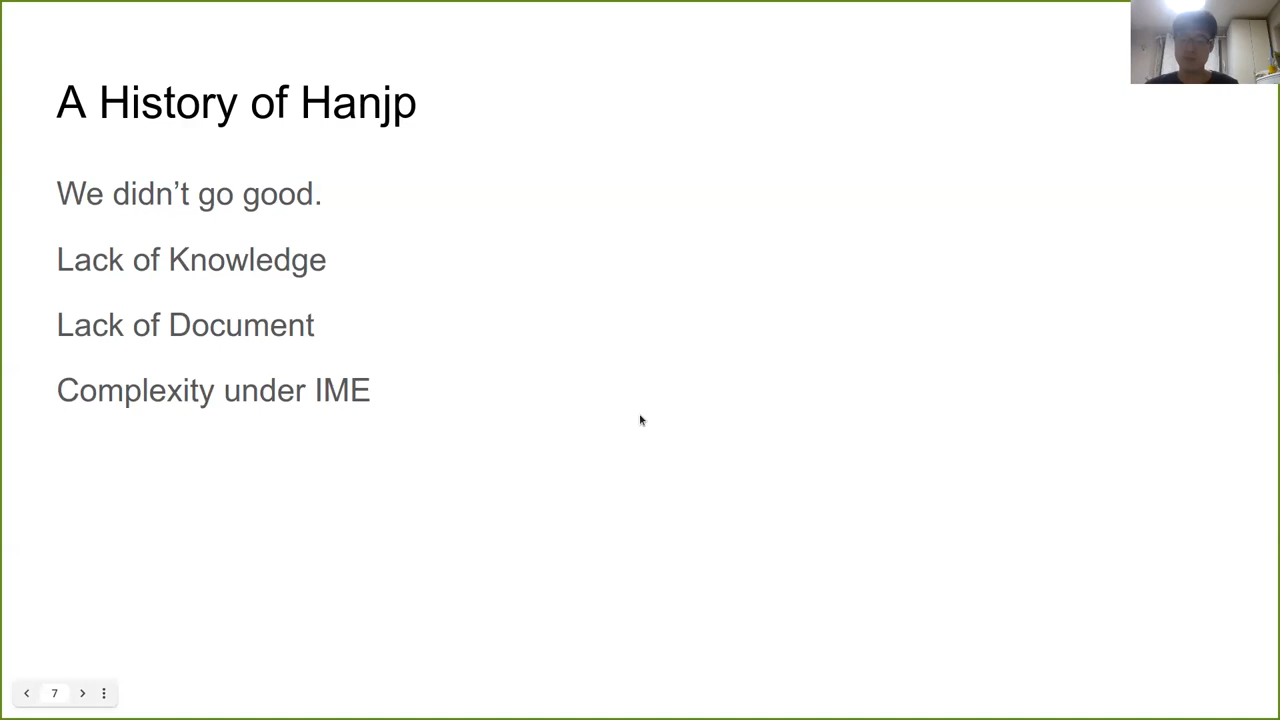 A History of Hanjp
We didn’t go good.
Lack of Knowledge
Lack of Document
Complexity under IME
7